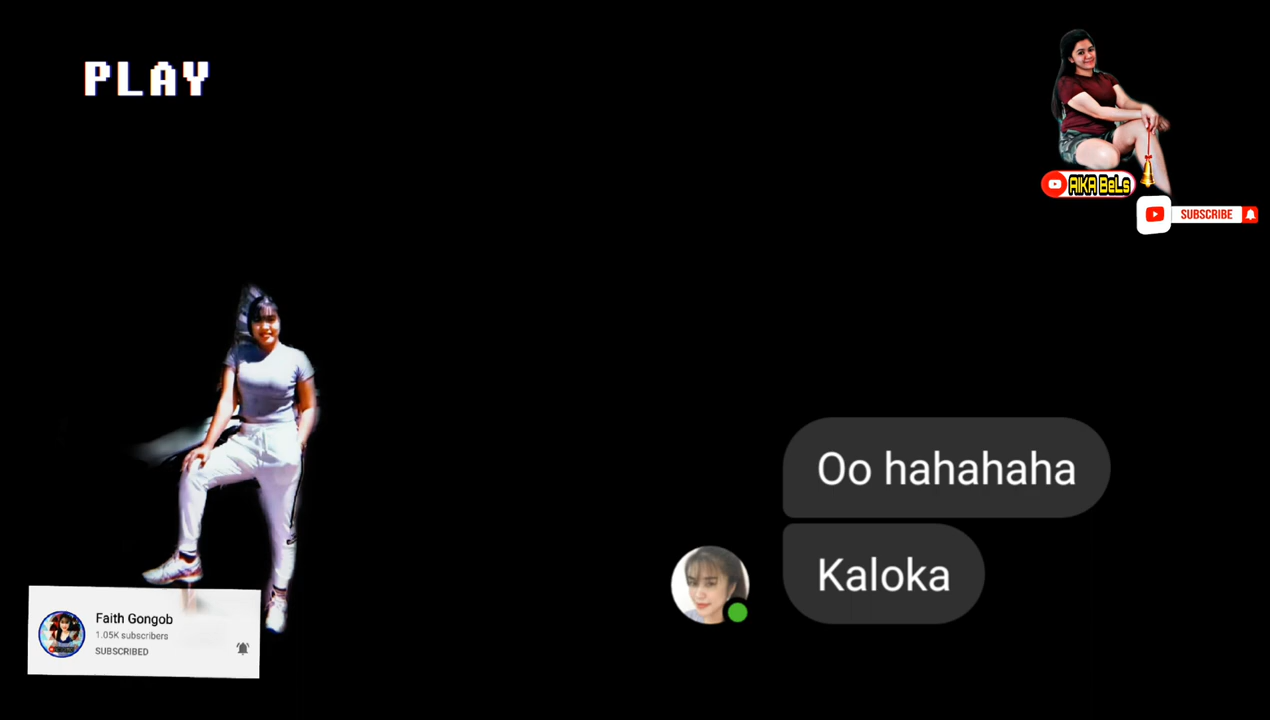 PLAY
AIKA BeLs
SUBSCRIBE
Oo hahahaha
Kaloka
Faith Gongob
1.05K subscribers
SUBSCRIBED